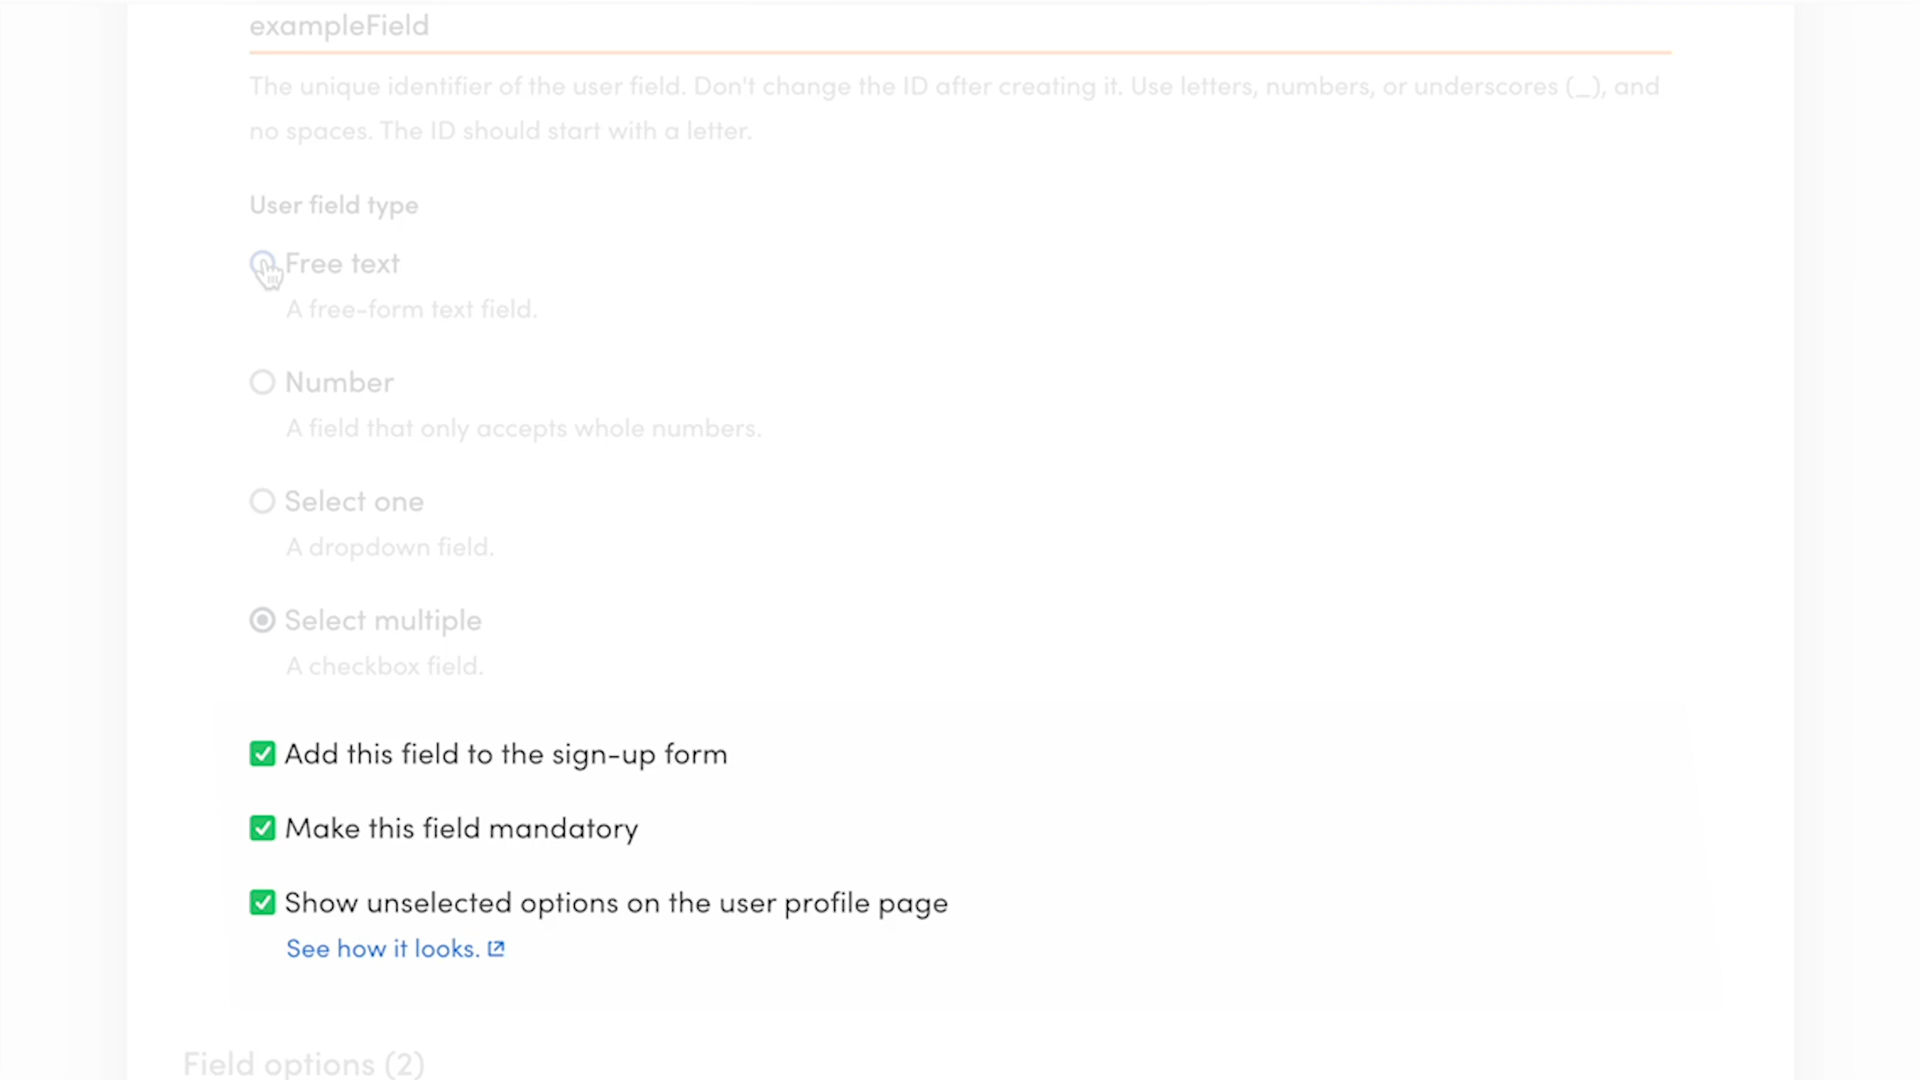 exampleField
The unique identifier of the user field. Don't change the ID after creating it. Use letters, numbers, or underscores (_), and
no spaces. The ID should start with a letter.
User field type
Free text
A free-form text field.
Number
A field that only accepts whole numbers.
Select one
A dropdown field.
Select multiple
A checkbox field.
Add this field to the sign-up form
Make this field mandatory
Show unselected options on the user profile page
See how it looks.
Field options (2)